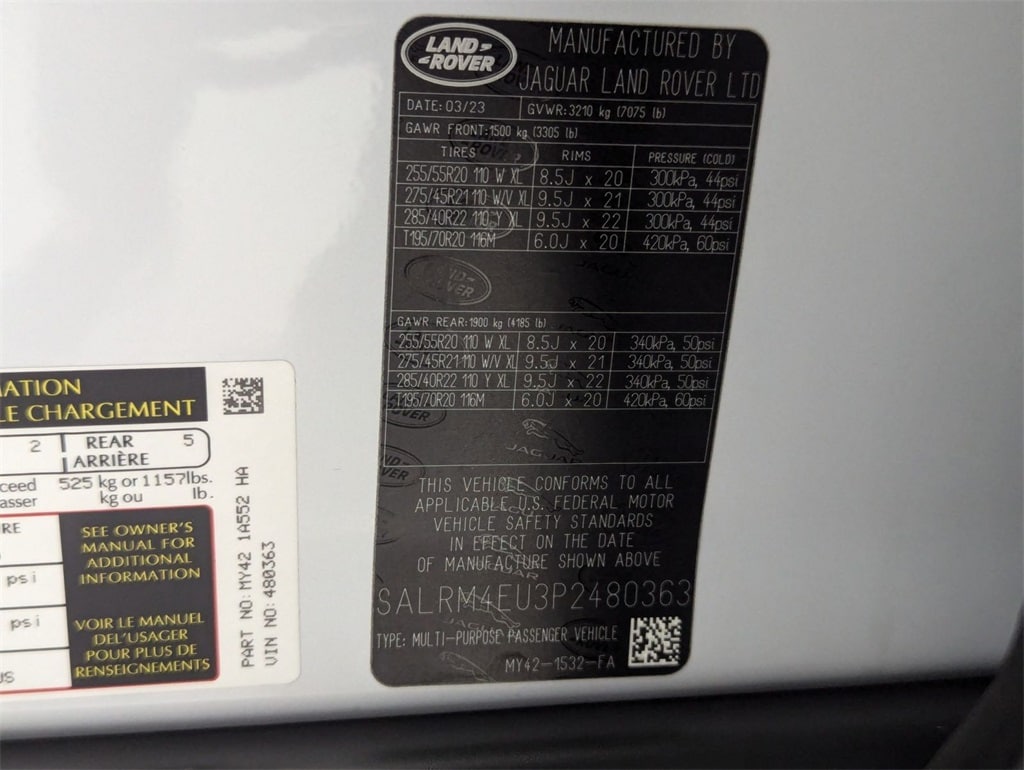 LAND-
-ROVER
MANUFACTURED BY
JAGUAR LAND ROVER LTD
DATE: 03/23 GVWR:3210 kg (7075 lb)
GAWR FRONT:1500 kg (3305 lb)
TIRES RIMS PRESSURE (COLD)
255/55R20 110 W XL 8.5J x 20 300kPa, 44psi
275/45R21 110 W/V XL 9.5J x 21 300kPa, 44psi
285/40R22 110 Y XL 9.5J x 22 300kPa, 44psi
T195/70R20 116M 6.0J x 20 420kPa, 60psi
GAWR REAR:1900 kg (4185 lb)
255/55R20 110 W XL 8.5J x 20 340kPa, 50psi
275/45R21 110 W/V XL 9.5J x 21 340kPa, 50psi
285/40R22 110 Y XL 9.5J x 22 340kPa, 50psi
T195/70R20 116M 6.0J x 20 420kPa, 60psi
THIS VEHICLE CONFORMS TO ALL
APPLICABLE U.S. FEDERAL MOTOR
VEHICLE SAFETY STANDARDS
IN EFFECT ON THE DATE
OF MANUFACTURE SHOWN ABOVE
SALRM4EU3P2480363
TYPE: MULTI-PURPOSE PASSENGER VEHICLE
MY42-1532-FA
MATION
LE CHARGEMENT
2 REAR 5
ARRIÈRE
525 kg or 1157lbs.
kg ou lb.
SEE OWNER'S
MANUAL FOR
ADDITIONAL
INFORMATION
psi
psi
VOIR LE MANUEL
DEL'USAGER
POUR PLUS DE
RENSEIGNEMENTS
PART NO: MY42 1A552 HA
VIN NO: 480363